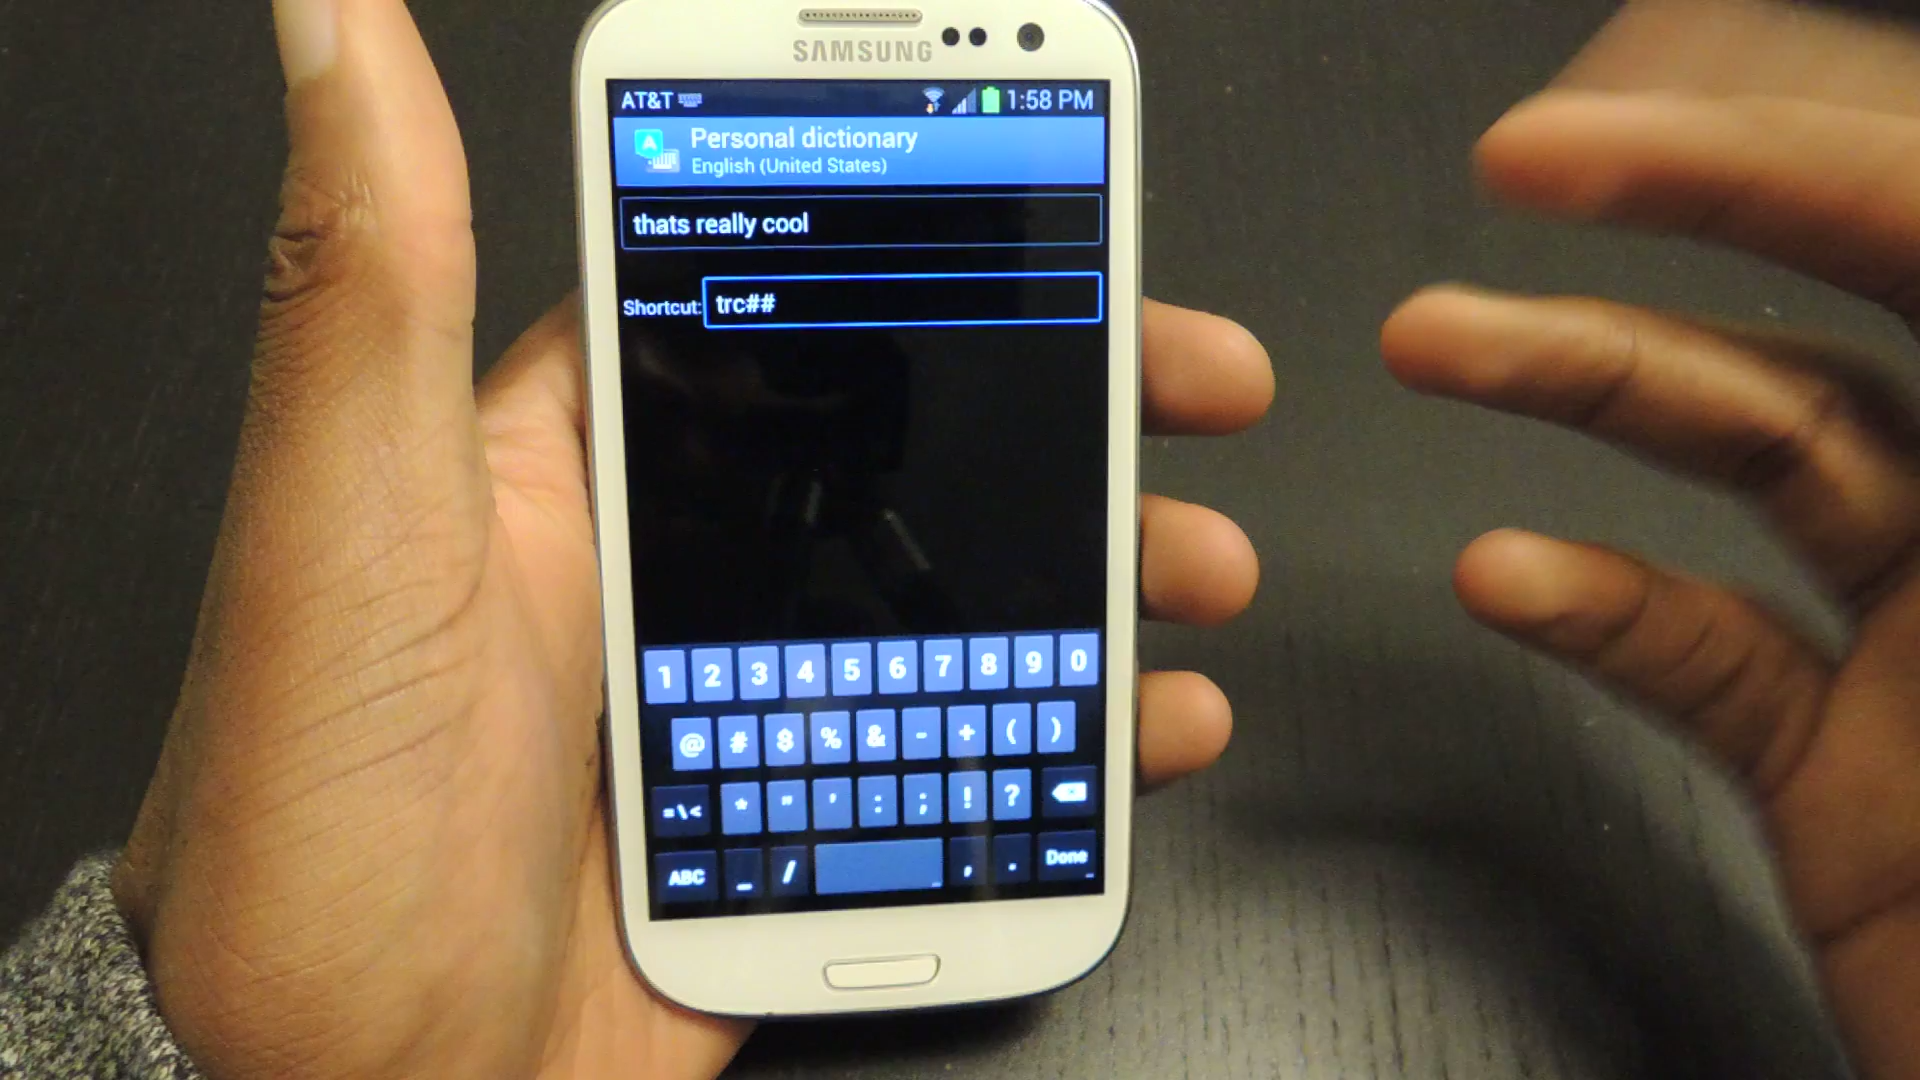 SAMSUNG
AT&T 1:58 PM
A
Personal dictionary
English (United States)
thats really cool
Shortcut: trc##
1 2 3 4 5 6 7 8 9 0
@ # $ % & - + ( )
=\< * " ' : ; ! ?
ABC _ / , . Done